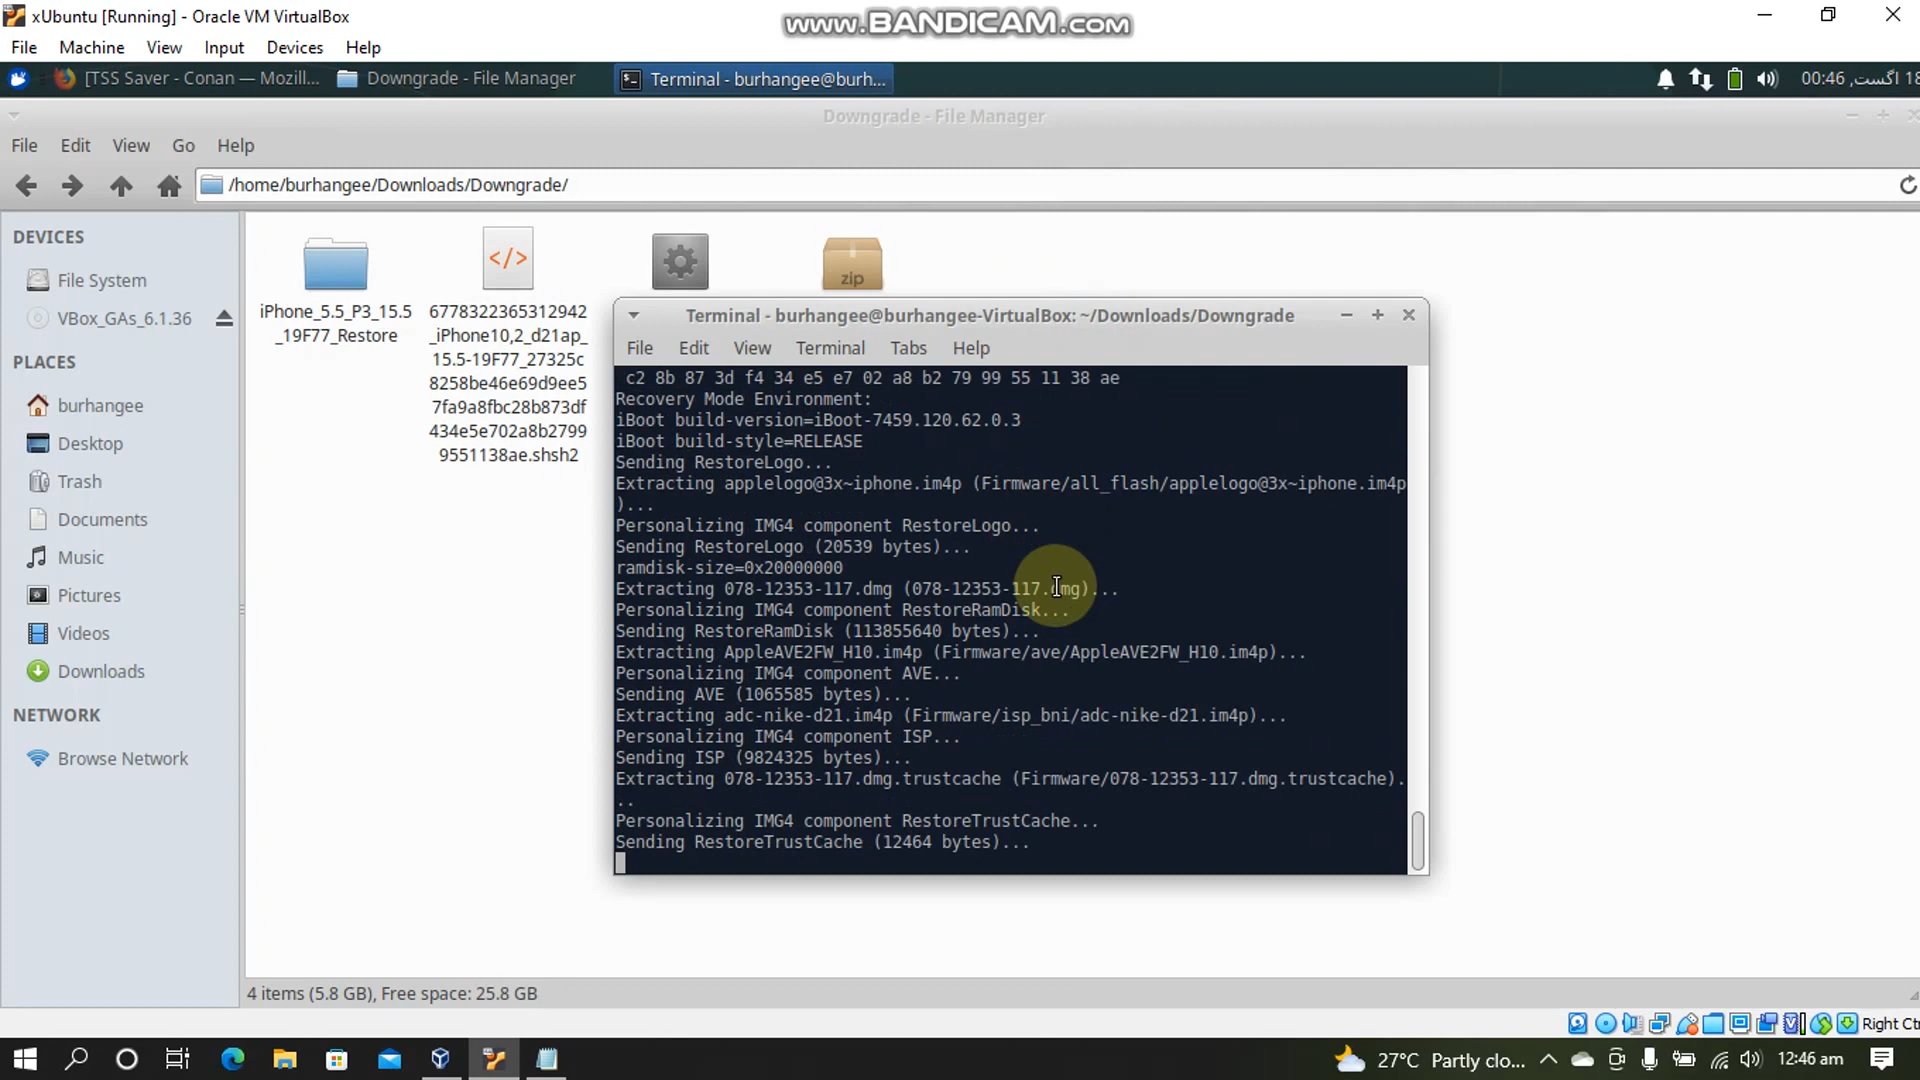 xUbuntu [Running] - Oracle VM VirtualBox
www.BANDICAM.com
File Machine View Input Devices Help
[TSS Saver - Conan — Mozill...
Downgrade - File Manager
Terminal - burhangee@burh...
00:46 ,اگست 18
Downgrade - File Manager
File Edit View Go Help
/home/burhangee/Downloads/Downgrade/
DEVICES
File System
VBox_GAs_6.1.36
PLACES
burhangee
Desktop
Trash
Documents
Music
Pictures
Videos
Downloads
NETWORK
Browse Network
iPhone_5.5_P3_15.5
_19F77_Restore
</>
6778322365312942
_iPhone10,2_d21ap_
15.5-19F77_27325c
8258be46e69d9ee5
7fa9a8fbc28b873df
434e5e702a8b2799
9551138ae.shsh2
zip
Terminal - burhangee@burhangee-VirtualBox: ~/Downloads/Downgrade
File Edit View Terminal Tabs Help
c2 8b 87 3d f4 34 e5 e7 02 a8 b2 79 99 55 11 38 ae
Recovery Mode Environment:
iBoot build-version=iBoot-7459.120.62.0.3
iBoot build-style=RELEASE
Sending RestoreLogo...
Extracting applelogo@3x~iphone.im4p (Firmware/all_flash/applelogo@3x~iphone.im4p
)...
Personalizing IMG4 component RestoreLogo...
Sending RestoreLogo (20539 bytes)...
ramdisk-size=0x20000000
Extracting 078-12353-117.dmg (078-12353-117.dmg)...
Personalizing IMG4 component RestoreRamDisk...
Sending RestoreRamDisk (113855640 bytes)...
Extracting AppleAVE2FW_H10.im4p (Firmware/ave/AppleAVE2FW_H10.im4p)...
Personalizing IMG4 component AVE...
Sending AVE (1065585 bytes)...
Extracting adc-nike-d21.im4p (Firmware/isp_bni/adc-nike-d21.im4p)...
Personalizing IMG4 component ISP...
Sending ISP (9824325 bytes)...
Extracting 078-12353-117.dmg.trustcache (Firmware/078-12353-117.dmg.trustcache).
..
Personalizing IMG4 component RestoreTrustCache...
Sending RestoreTrustCache (12464 bytes)...
4 items (5.8 GB), Free space: 25.8 GB
Right Ctr
27°C Partly clo...
12:46 am